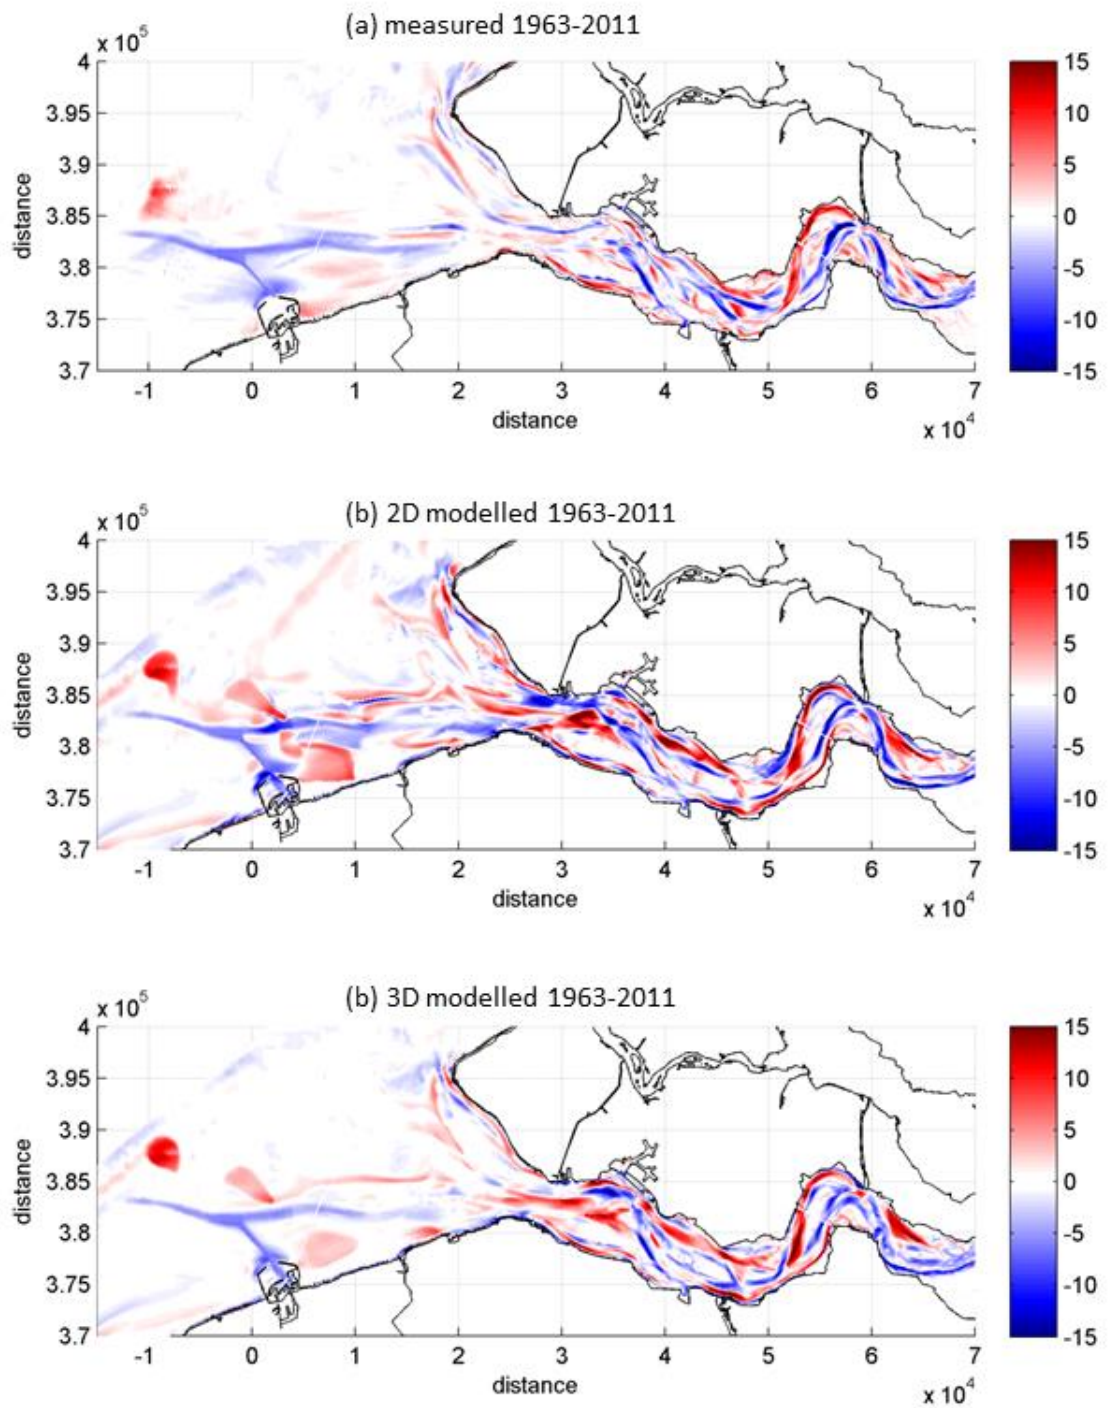 (a) measured 1963-2011
x 10^5
4
3.95
3.9
3.85
3.8
3.75
3.7
distance
-1 0 1 2 3 4 5 6 7
distance
x 10^4
15
10
5
0
-5
-10
-15
(b) 2D modelled 1963-2011
x 10^5
4
3.95
3.9
3.85
3.8
3.75
3.7
distance
-1 0 1 2 3 4 5 6 7
distance
x 10^4
15
10
5
0
-5
-10
-15
(b) 3D modelled 1963-2011
x 10^5
4
3.95
3.9
3.85
3.8
3.75
3.7
distance
-1 0 1 2 3 4 5 6 7
distance
x 10^4
15
10
5
0
-5
-10
-15